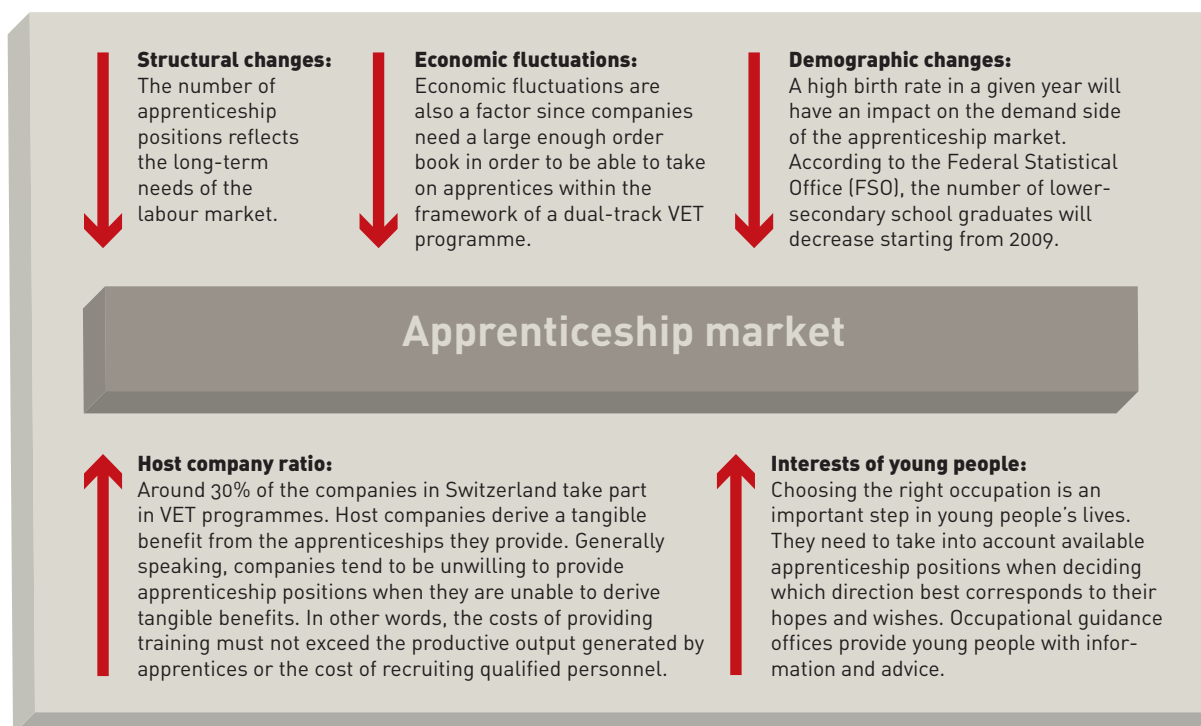 Structural changes:
The number of
apprenticeship
positions reflects
the long-term
needs of the
labour market.
Economic fluctuations:
Economic fluctuations are
also a factor since companies
need a large enough order
book in order to be able to take
on apprentices within the
framework of a dual-track VET
programme.
Demographic changes:
A high birth rate in a given year will
have an impact on the demand side
of the apprenticeship market.
According to the Federal Statistical
Office (FSO), the number of lower-
secondary school graduates will
decrease starting from 2009.
Apprenticeship market
Host company ratio:
Around 30% of the companies in Switzerland take part
in VET programmes. Host companies derive a tangible
benefit from the apprenticeships they provide. Generally
speaking, companies tend to be unwilling to provide
apprenticeship positions when they are unable to derive
tangible benefits. In other words, the costs of providing
training must not exceed the productive output generated by
apprentices or the cost of recruiting qualified personnel.
Interests of young people:
Choosing the right occupation is an
important step in young people's lives.
They need to take into account available
apprenticeship positions when deciding
which direction best corresponds to their
hopes and wishes. Occupational guidance
offices provide young people with infor-
mation and advice.